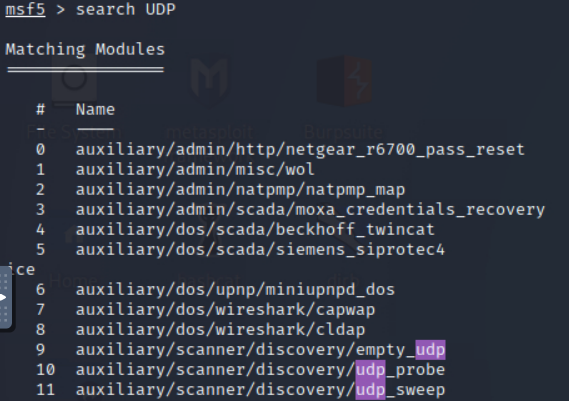 msf5 > search UDP
Matching Modules
================
# Name
- ----
0 auxiliary/admin/http/netgear_r6700_pass_reset
1 auxiliary/admin/misc/wol
2 auxiliary/admin/natpmp/natpmp_map
3 auxiliary/admin/scada/moxa_credentials_recovery
4 auxiliary/dos/scada/beckhoff_twincat
5 auxiliary/dos/scada/siemens_siprotec4
ice
6 auxiliary/dos/upnp/miniupnpd_dos
7 auxiliary/dos/wireshark/capwap
8 auxiliary/dos/wireshark/cldap
9 auxiliary/scanner/discovery/empty_udp
10 auxiliary/scanner/discovery/udp_probe
11 auxiliary/scanner/discovery/udp_sweep